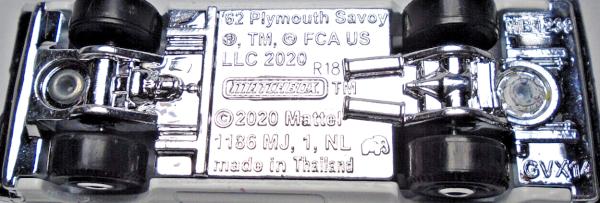 '62 Plymouth Savoy
®, TM, © FCA US
LLC 2020
R18
MATCHBOX TM
©2020 Mattel
1186 MJ, 1, NL
made in Thailand
GVX14